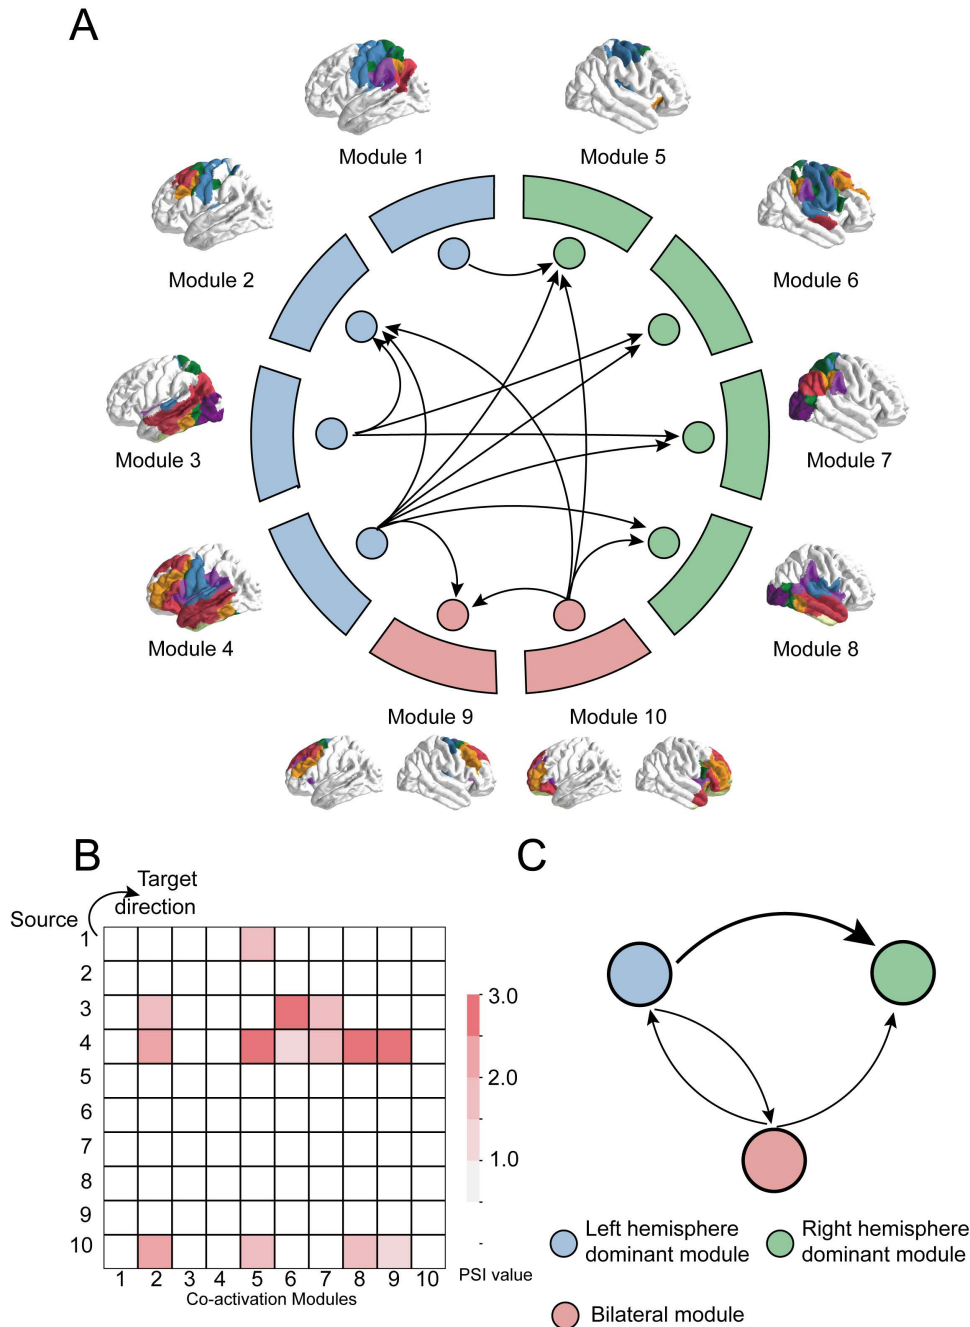 A
Module 1
Module 5
Module 2
Module 6
Module 3
Module 7
Module 4
Module 8
Module 9
Module 10
B
Target
direction
Source
1
2
3
4
5
6
7
8
9
10
1 2 3 4 5 6 7 8 9 10
Co-activation Modules
3.0
2.0
1.0
PSI value
C
Left hemisphere
dominant module
Right hemisphere
dominant module
Bilateral module